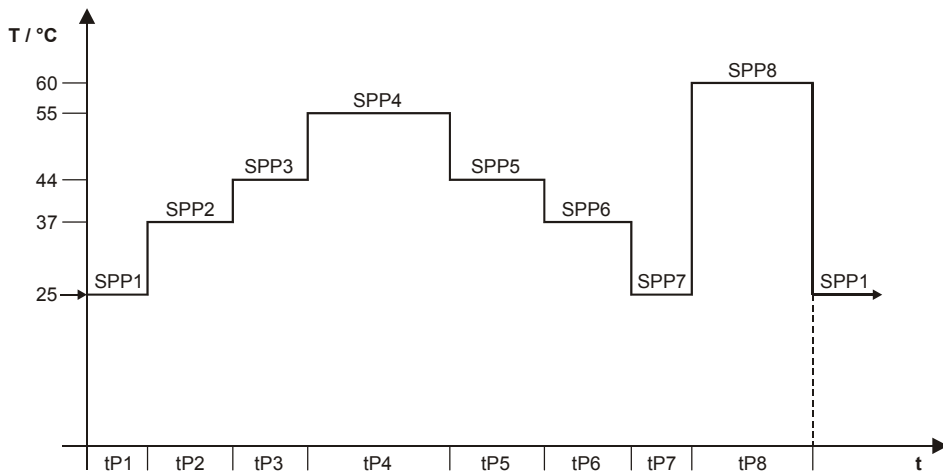 T / °C
60
55
44
37
25
SPP1
SPP2
SPP3
SPP4
SPP5
SPP6
SPP7
SPP8
SPP1
tP1
tP2
tP3
tP4
tP5
tP6
tP7
tP8
t